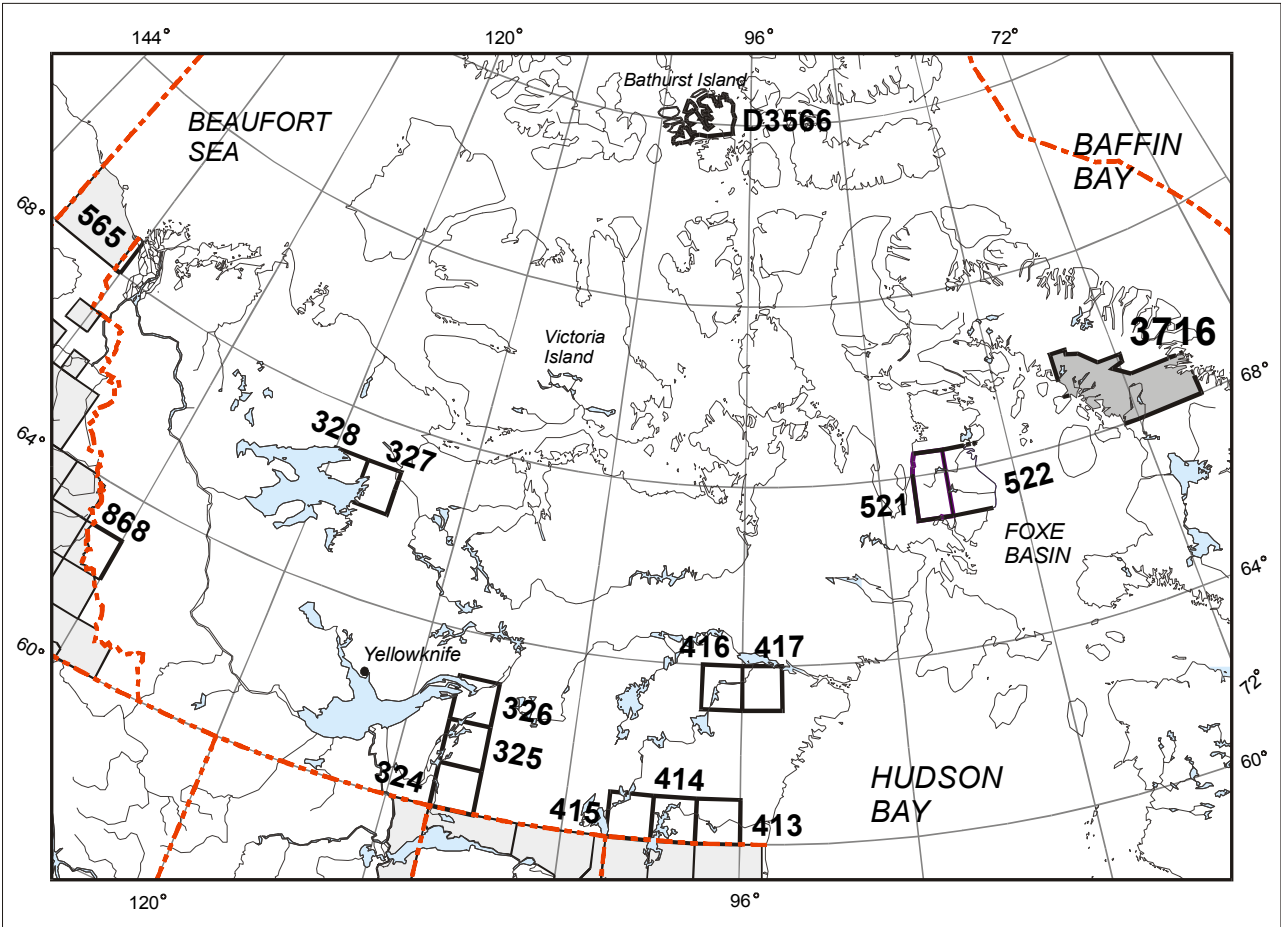 144°
120°
96°
72°
Bathurst Island
D3566
BEAUFORT
SEA
BAFFIN
BAY
68°
565
3716
Victoria
Island
68°
328
327
64°
521
522
868
FOXE
BASIN
64°
60°
Yellowknife
416
417
72°
326
325
60°
324
414
HUDSON
BAY
415
413
120°
96°